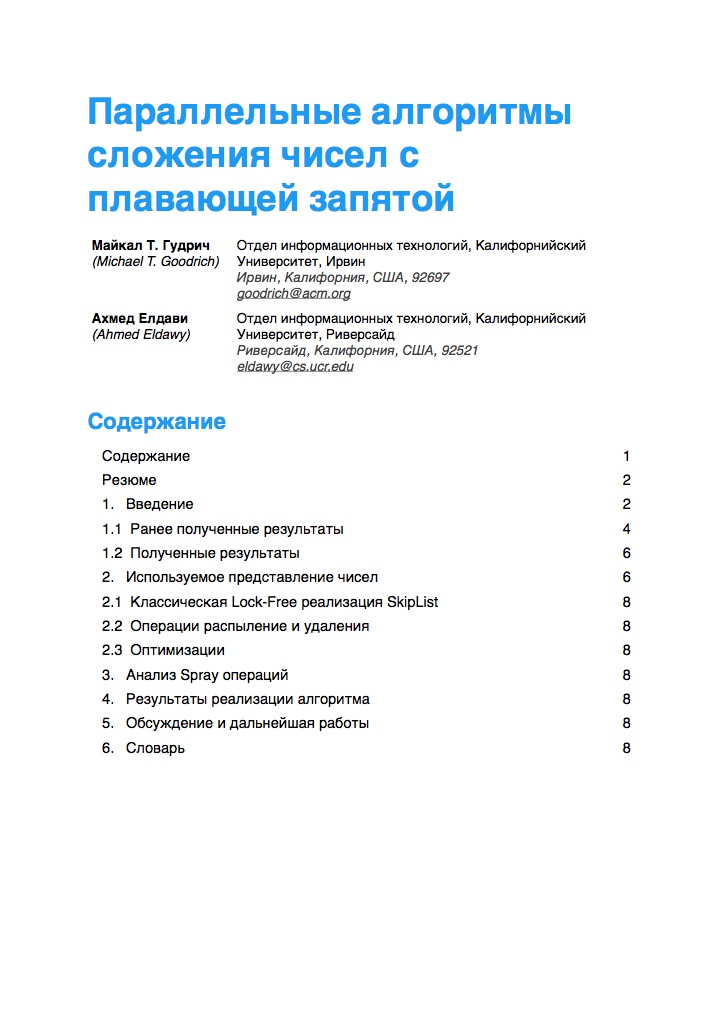 Параллельные алгоритмы
сложения чисел с
плавающей запятой
Майкал Т. Гудрич
(Michael T. Goodrich)
Отдел информационных технологий, Калифорнийский
Университет, Ирвин
Ирвин, Калифорния, США, 92697
goodrich@acm.org
Ахмед Елдави
(Ahmed Eldawy)
Отдел информационных технологий, Калифорнийский
Университет, Риверсайд
Риверсайд, Калифорния, США, 92521
eldawy@cs.ucr.edu
Содержание
Содержание 1
Резюме 2
1. Введение 2
1.1 Ранее полученные результаты 4
1.2 Полученные результаты 6
2. Используемое представление чисел 6
2.1 Классическая Lock-Free реализация SkipList 8
2.2 Операции распыление и удаления 8
2.3 Оптимизации 8
3. Анализ Spray операций 8
4. Результаты реализации алгоритма 8
5. Обсуждение и дальнейшая работы 8
6. Словарь 8